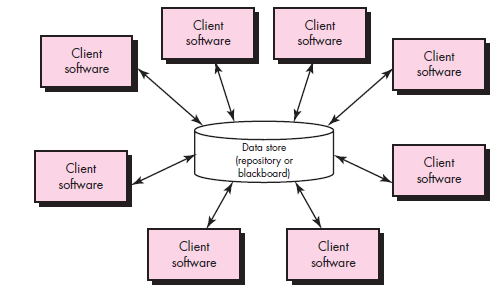 Client
software
Client
software
Client
software
Client
software
Data store
(repository or
blackboard)
Client
software
Client
software
Client
software
Client
software